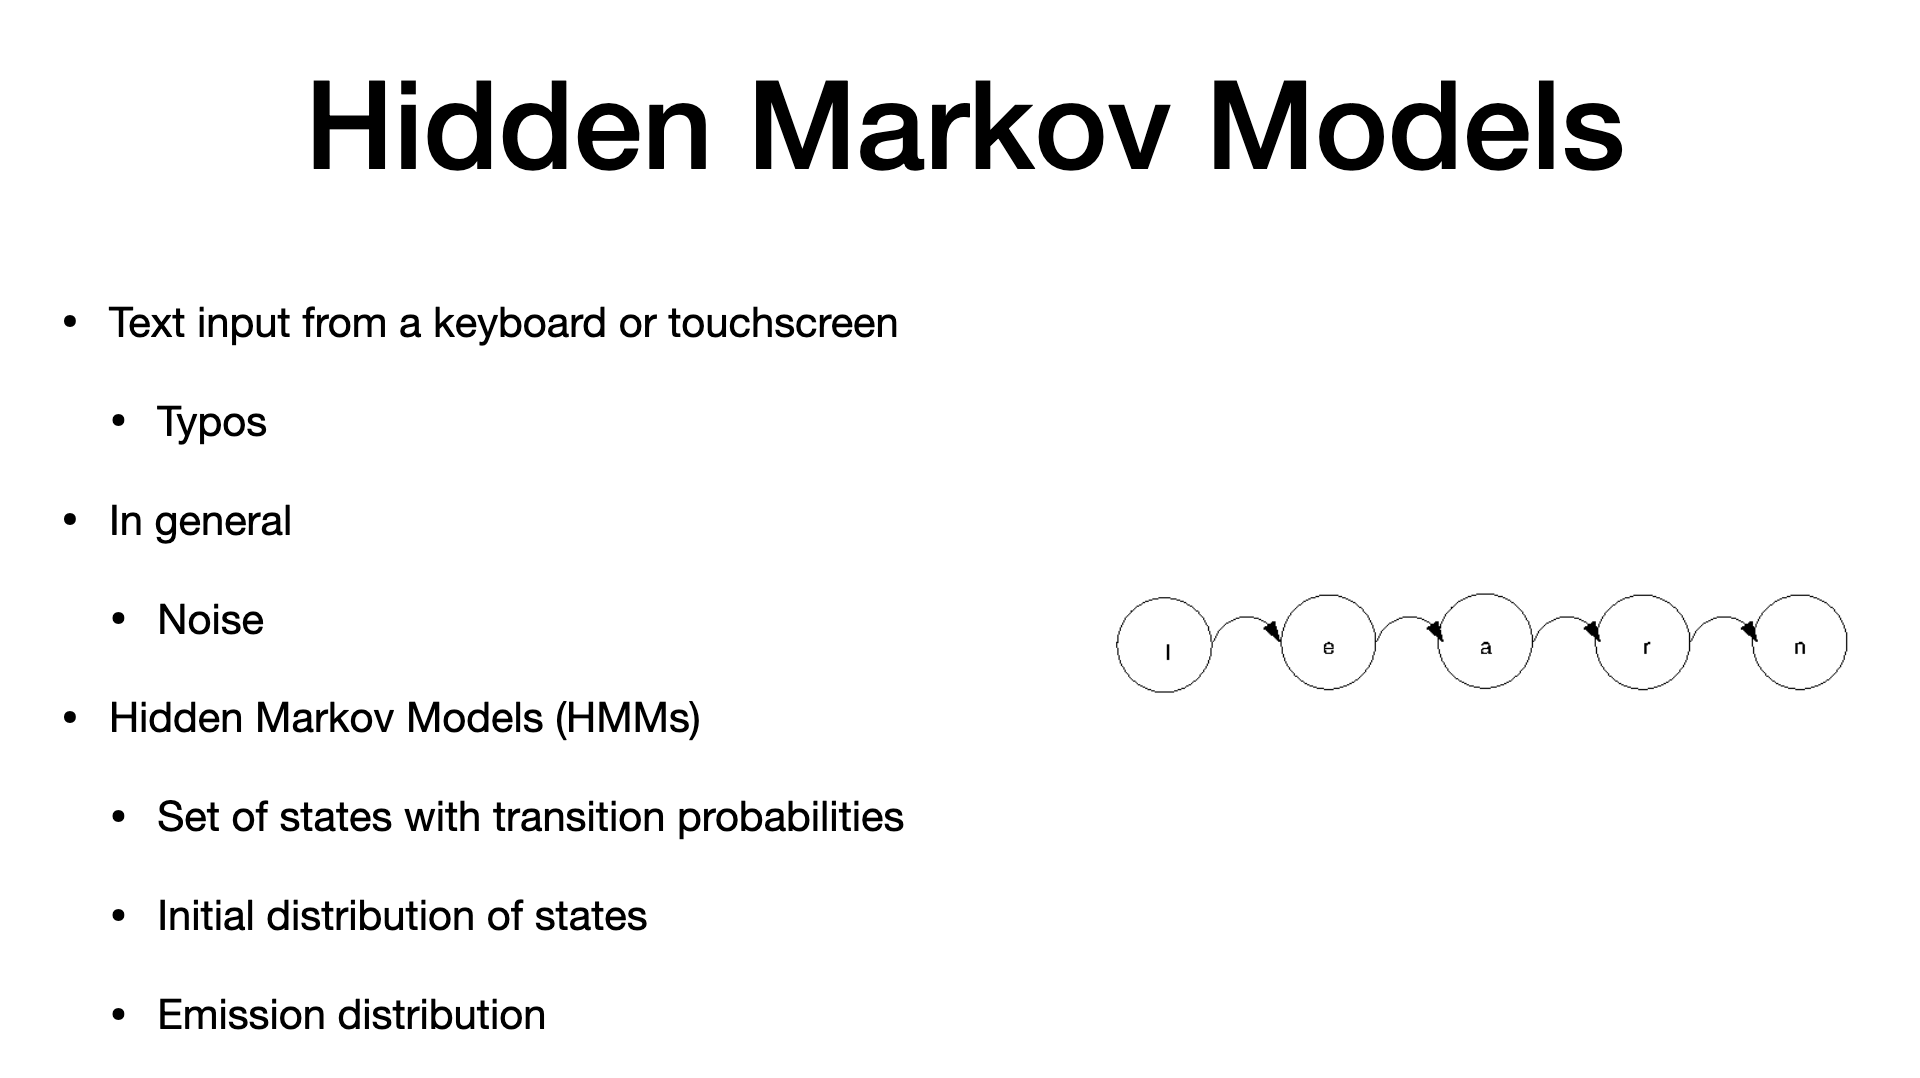 Hidden Markov Models
• Text input from a keyboard or touchscreen
• Typos
• In general
• Noise
• Hidden Markov Models (HMMs)
• Set of states with transition probabilities
• Initial distribution of states
• Emission distribution
l e a r n